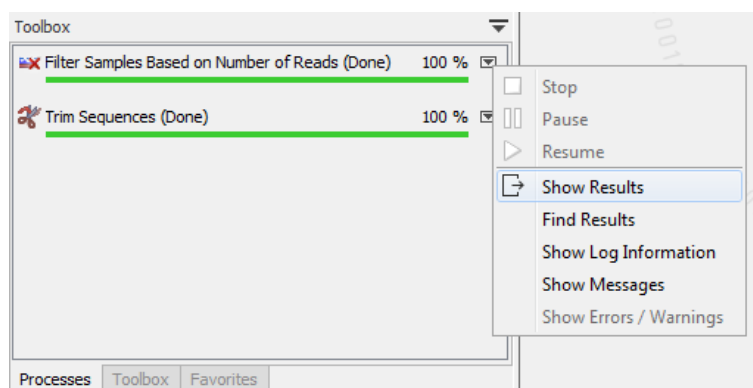 Toolbox
Filter Samples Based on Number of Reads (Done) 100 %
Trim Sequences (Done) 100 %
Stop
Pause
Resume
Show Results
Find Results
Show Log Information
Show Messages
Show Errors / Warnings
Processes Toolbox Favorites